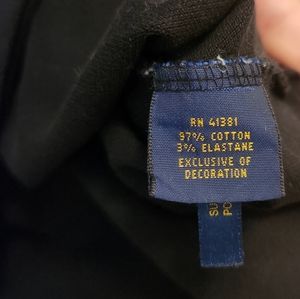 RN 41381
97% COTTON
3% ELASTANE
EXCLUSIVE OF
DECORATION